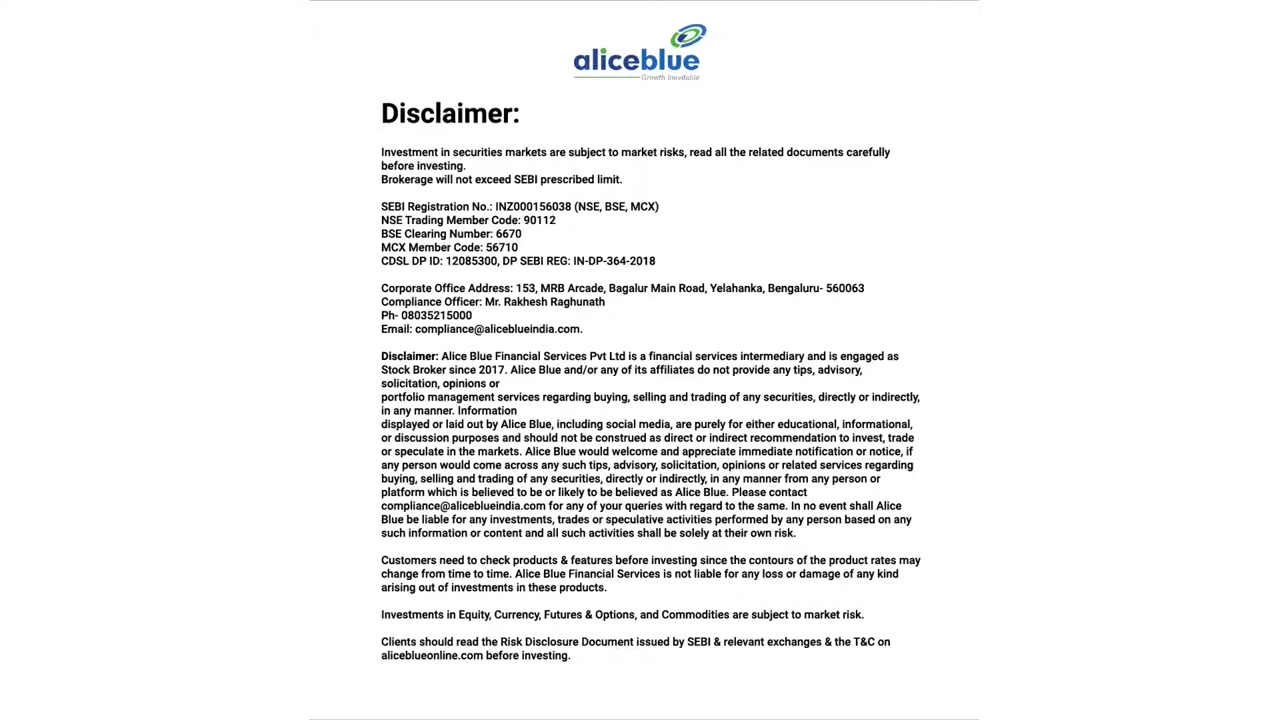 aliceblue
Growth Inevitable
Disclaimer:
Investment in securities markets are subject to market risks, read all the related documents carefully
before investing.
Brokerage will not exceed SEBI prescribed limit.
SEBI Registration No.: INZ000156038 (NSE, BSE, MCX)
NSE Trading Member Code: 90112
BSE Clearing Number: 6670
MCX Member Code: 56710
CDSL DP ID: 12085300, DP SEBI REG: IN-DP-364-2018
Corporate Office Address: 153, MRB Arcade, Bagalur Main Road, Yelahanka, Bengaluru- 560063
Compliance Officer: Mr. Rakhesh Raghunath
Ph- 08035215000
Email: compliance@aliceblueindia.com.
Disclaimer: Alice Blue Financial Services Pvt Ltd is a financial services intermediary and is engaged as
Stock Broker since 2017. Alice Blue and/or any of its affiliates do not provide any tips, advisory,
solicitation, opinions or
portfolio management services regarding buying, selling and trading of any securities, directly or indirectly,
in any manner. Information
displayed or laid out by Alice Blue, including social media, are purely for either educational, informational,
or discussion purposes and should not be construed as direct or indirect recommendation to invest, trade
or speculate in the markets. Alice Blue would welcome and appreciate immediate notification or notice, if
any person would come across any such tips, advisory, solicitation, opinions or related services regarding
buying, selling and trading of any securities, directly or indirectly, in any manner from any person or
platform which is believed to be or likely to be believed as Alice Blue. Please contact
compliance@aliceblueindia.com for any of your queries with regard to the same. In no event shall Alice
Blue be liable for any investments, trades or speculative activities performed by any person based on any
such information or content and all such activities shall be solely at their own risk.
Customers need to check products & features before investing since the contours of the product rates may
change from time to time. Alice Blue Financial Services is not liable for any loss or damage of any kind
arising out of investments in these products.
Investments in Equity, Currency, Futures & Options, and Commodities are subject to market risk.
Clients should read the Risk Disclosure Document issued by SEBI & relevant exchanges & the T&C on
aliceblueonline.com before investing.